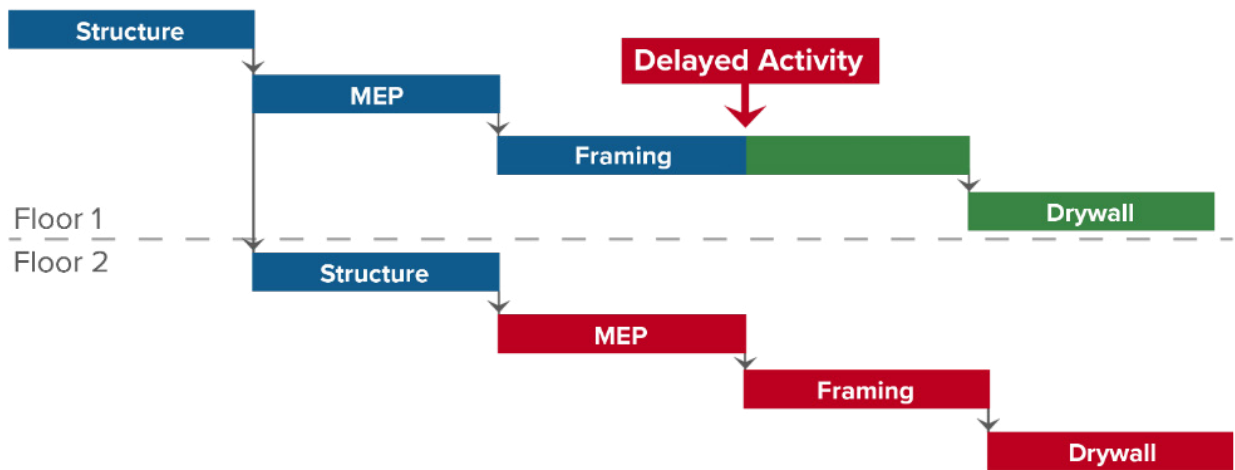 Structure
Delayed Activity
MEP
Framing
Drywall
Floor 1
Floor 2
Structure
MEP
Framing
Drywall